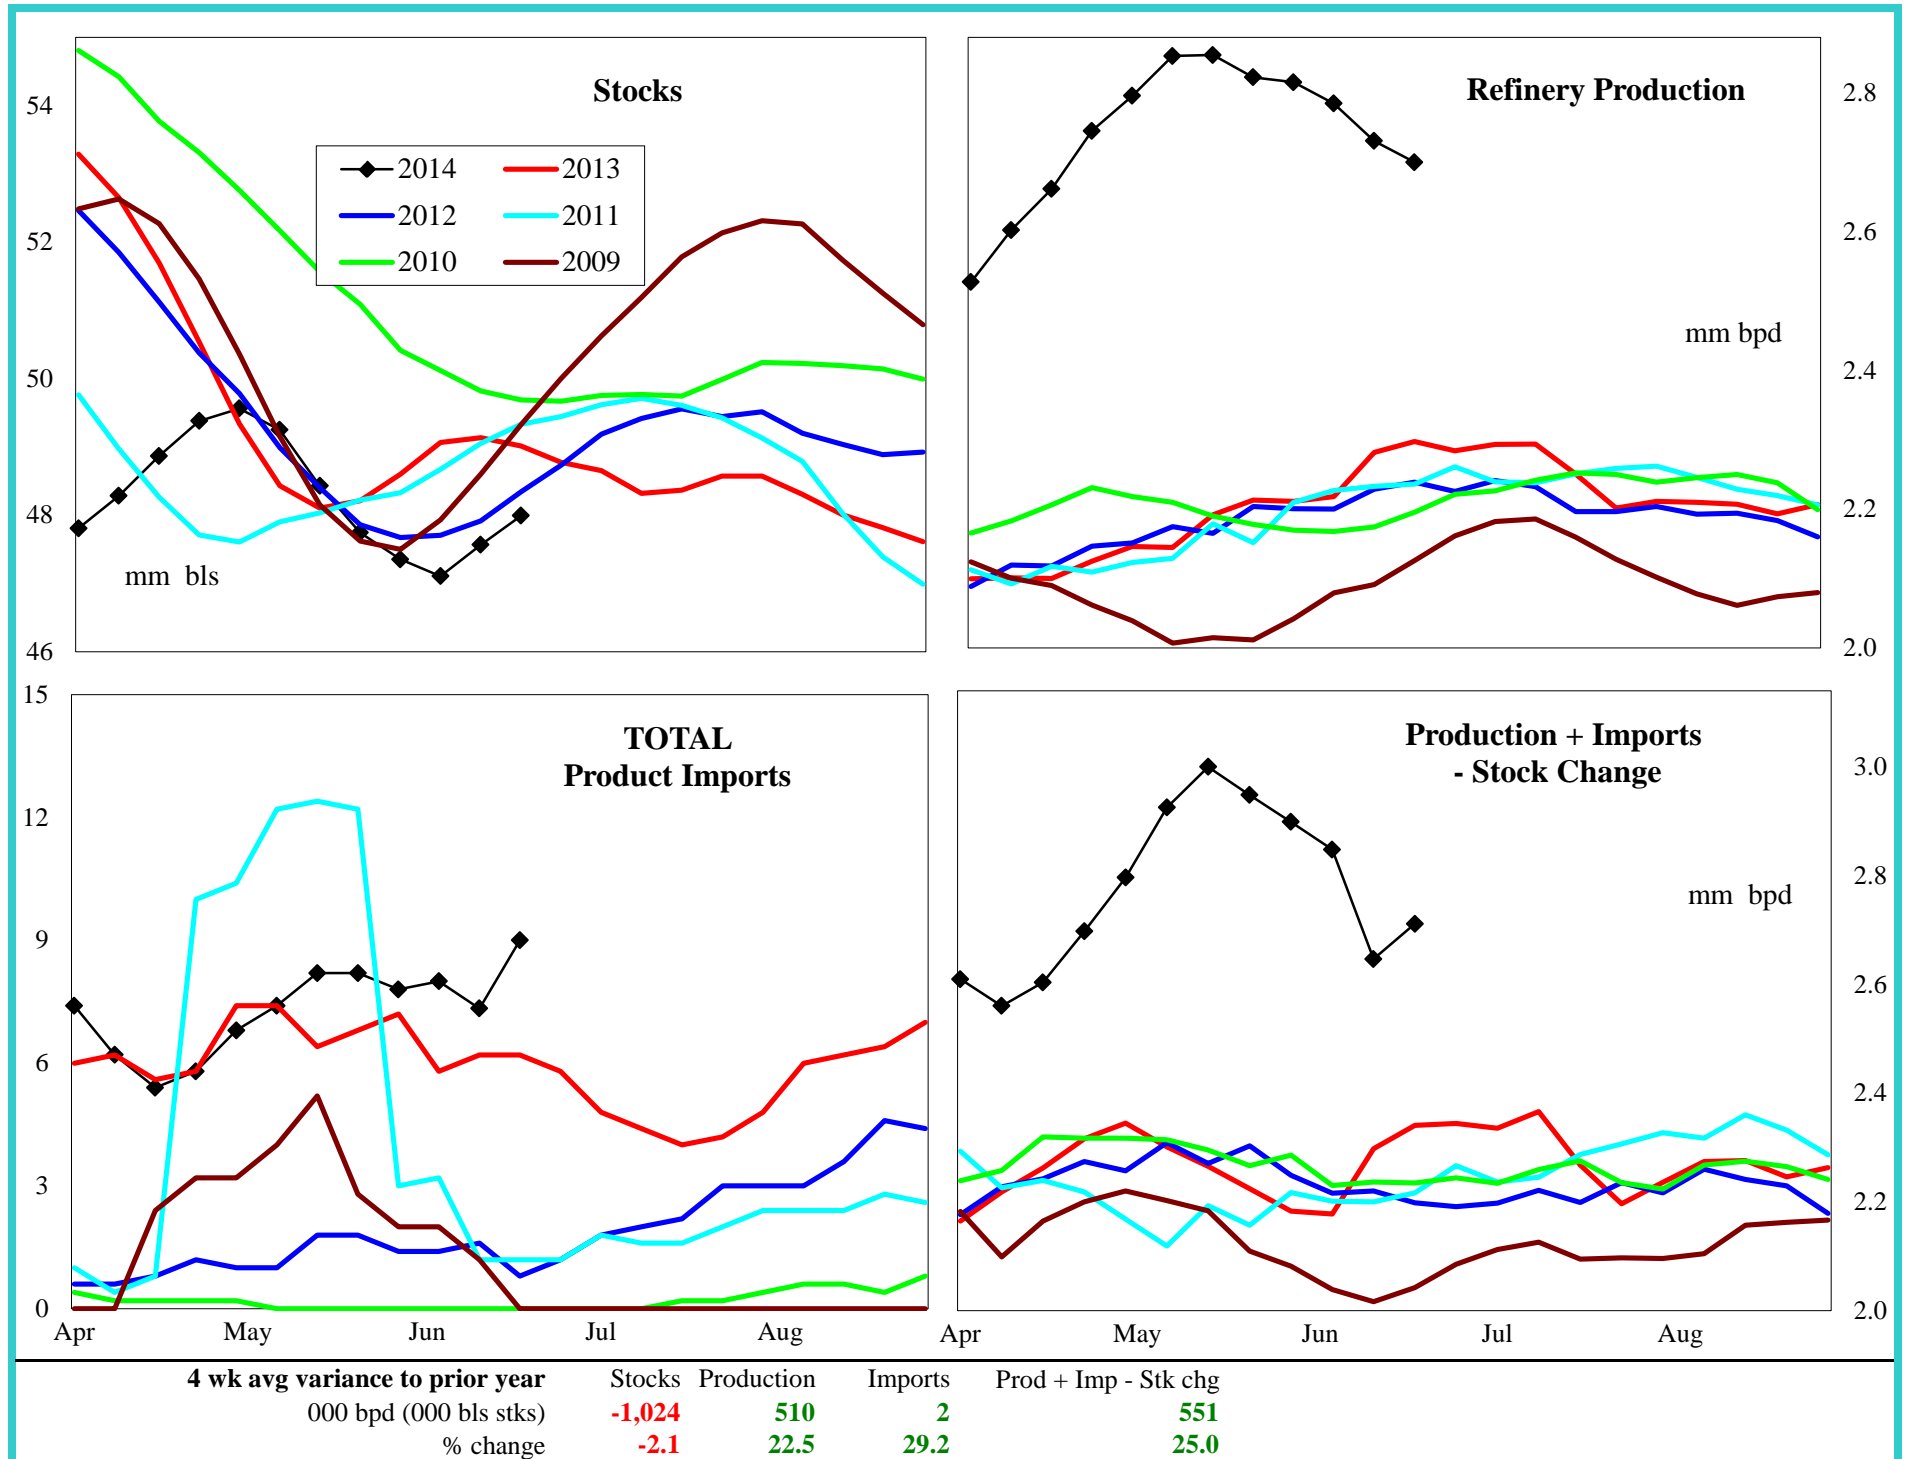 Stocks
54
52
50
48
46
2014 2013
2012 2011
2010 2009
mm bls
Refinery Production
mm bpd
2.8
2.6
2.4
2.2
2.0
TOTAL
Product Imports
15
12
9
6
3
0
Apr May Jun Jul Aug
Production + Imports
- Stock Change
mm bpd
3.0
2.8
2.6
2.4
2.2
2.0
Apr May Jun Jul Aug
4 wk avg variance to prior year Stocks Production Imports Prod + Imp - Stk chg
000 bpd (000 bls stks) -1,024 510 2 551
% change -2.1 22.5 29.2 25.0